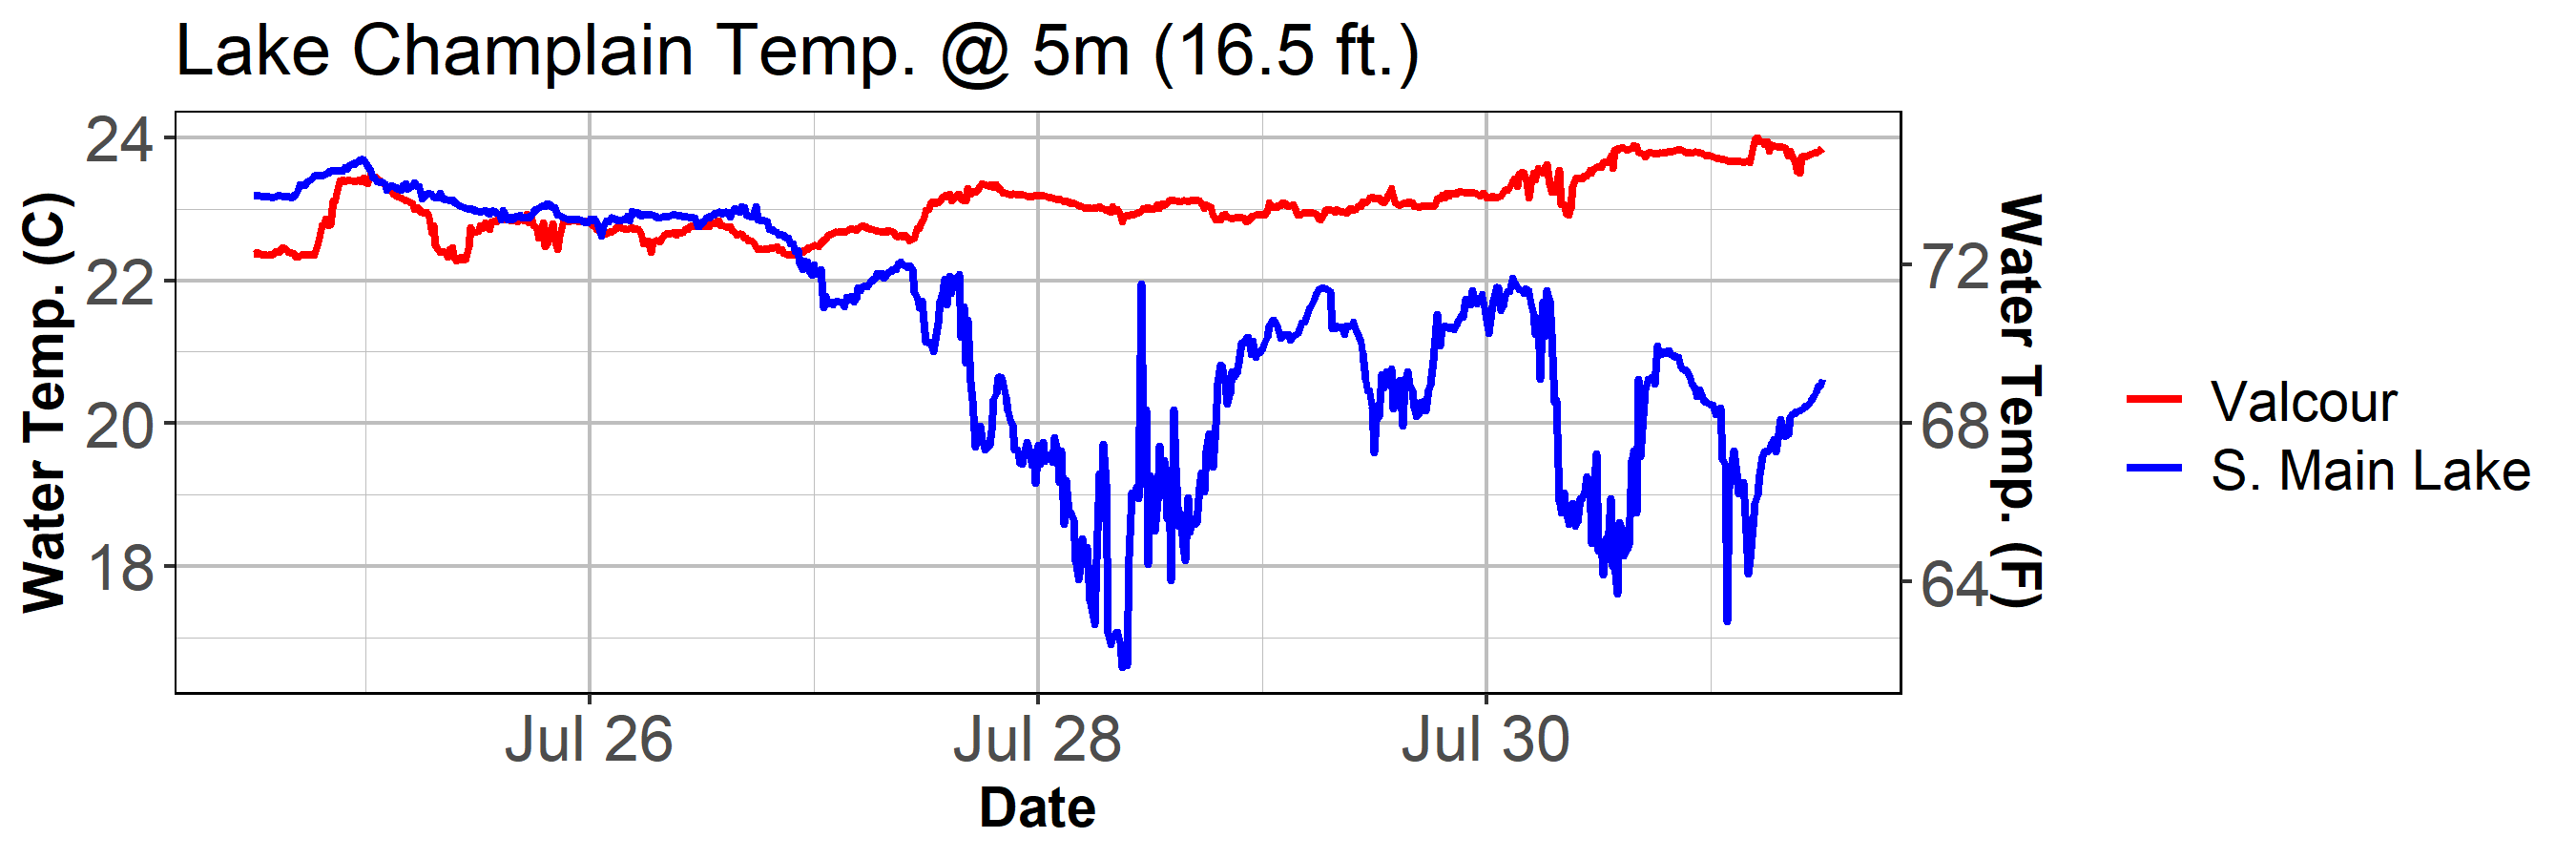 Lake Champlain Temp. @ 5m (16.5 ft.)
Water Temp. (C)
24
22
20
18
72
68
64
Water Temp. (F)
Jul 26
Jul 28
Jul 30
Date
Valcour
S. Main Lake